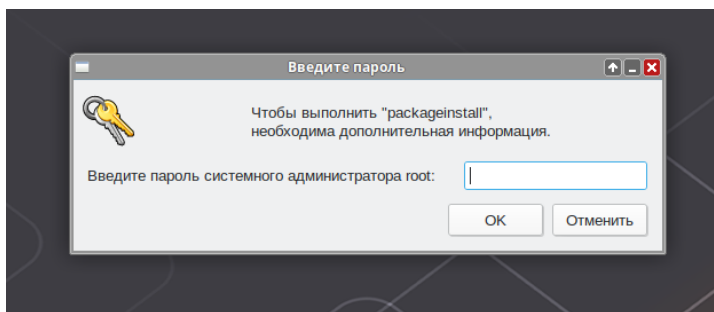 Введите пароль
Чтобы выполнить "packageinstall",
необходима дополнительная информация.
Введите пароль системного администратора root:
OK
Отменить